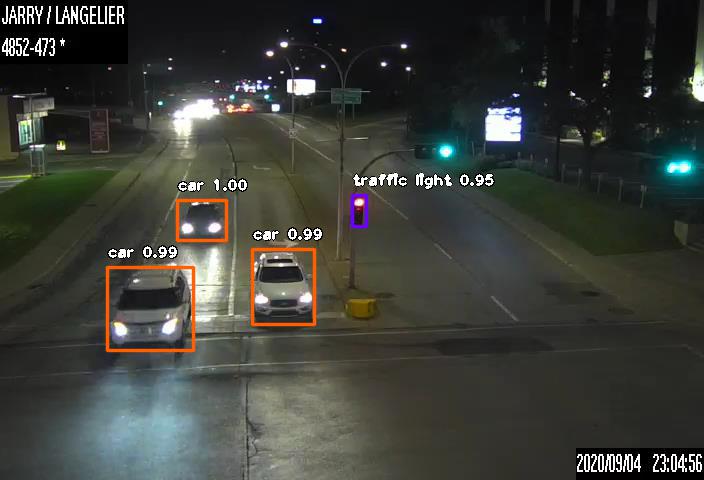 JARRY / LANGELIER
4852-473 *
car 1.00
traffic light 0.95
car 0.99
car 0.99
2020/09/04 23:04:56